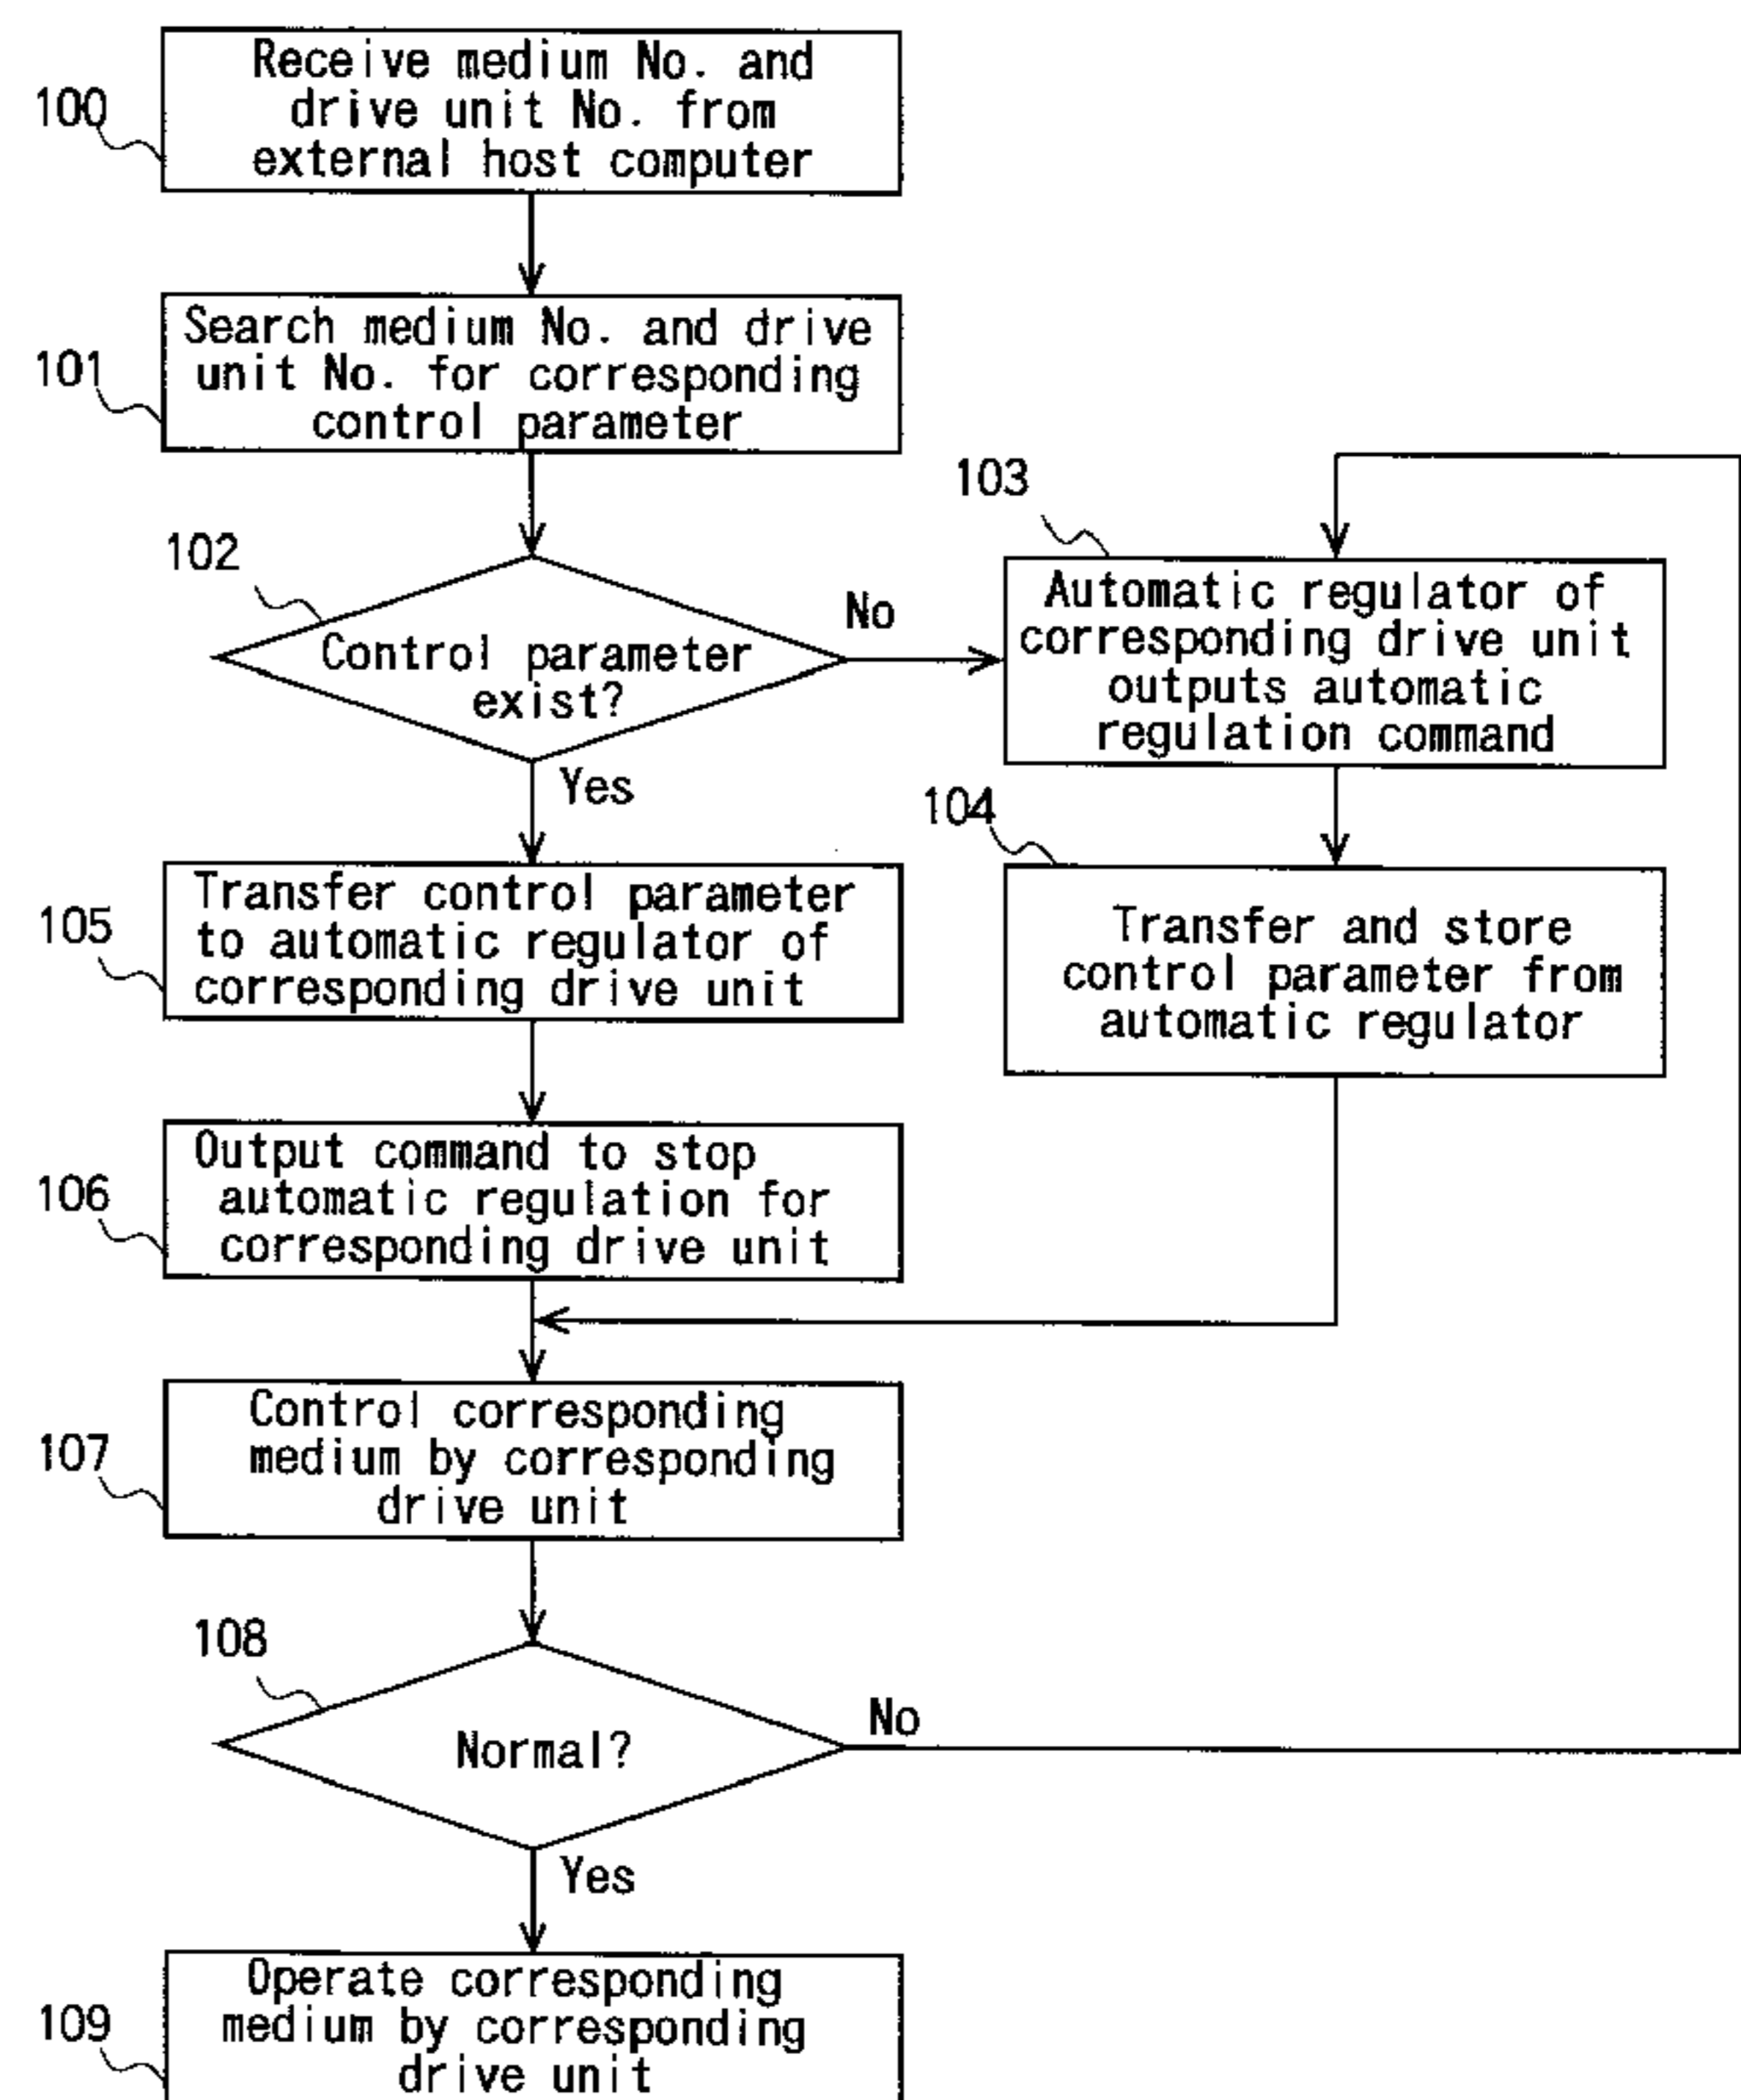 100
Receive medium No. and
drive unit No. from
external host computer
101
Search medium No. and drive
unit No. for corresponding
control parameter
102
Control parameter
exist?
No
Yes
103
Automatic regulator of
corresponding drive unit
outputs automatic
regulation command
104
Transfer and store
control parameter from
automatic regulator
105
Transfer control parameter
to automatic regulator of
corresponding drive unit
106
Output command to stop
automatic regulation for
corresponding drive unit
107
Control corresponding
medium by corresponding
drive unit
108
Normal?
No
Yes
109
Operate corresponding
medium by corresponding
drive unit